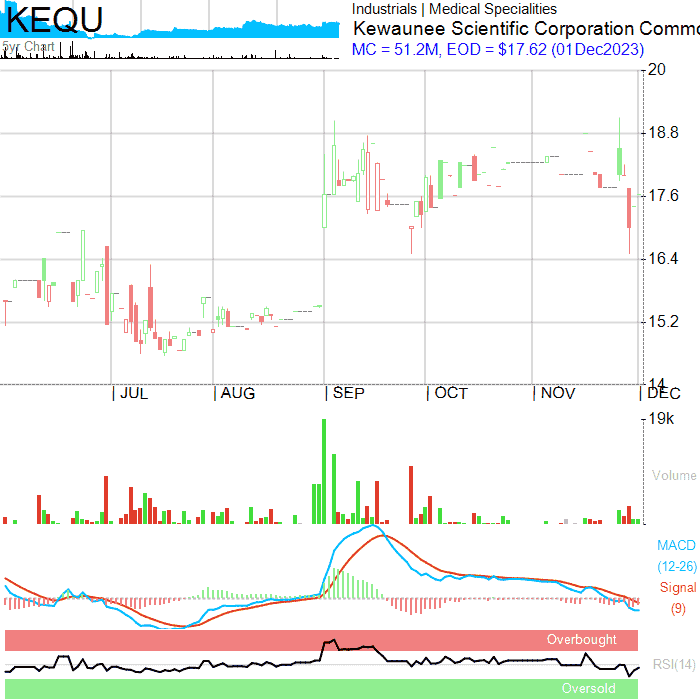 KEQU
5yr Chart
Industrials | Medical Specialities
Kewaunee Scientific Corporation Commo
MC = 51.2M, EOD = $17.62 (01Dec2023)
20
18.8
17.6
16.4
15.2
14
JUL
AUG
SEP
OCT
NOV
DEC
19k
Volume
MACD
(12-26)
Signal
(9)
Overbought
RSI(14)
Oversold